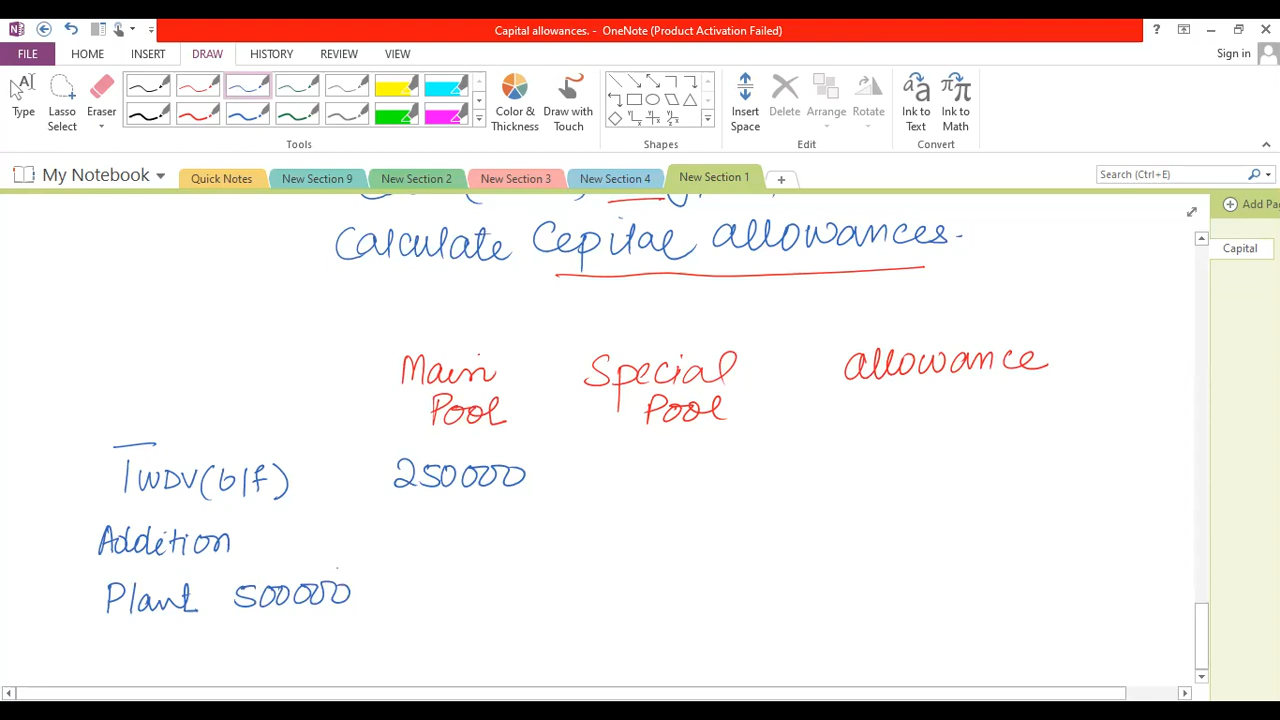 Capital allowances. - OneNote (Product Activation Failed)
? 
FILE HOME INSERT DRAW HISTORY REVIEW VIEW Sign in
Type Lasso Select Eraser Color & Thickness Draw with Touch Insert Space Delete Arrange Rotate Ink to Text Ink to Math
Tools Shapes Edit Convert
My Notebook Quick Notes New Section 9 New Section 2 New Section 3 New Section 4 New Section 1 Search (Ctrl+E)
Add Pa
Calculate Cepital allowances.
Capital
Main Pool Special Pool allowance
TWDV(b/f) 250000
Addition
Plant 500000